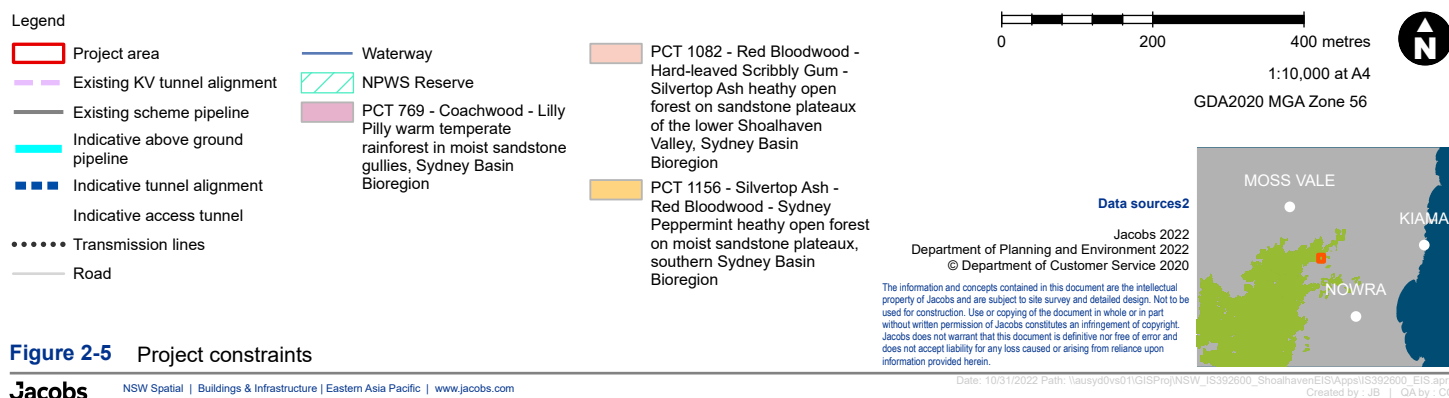 Legend
Project area
Existing KV tunnel alignment
Existing scheme pipeline
Indicative above ground
pipeline
Indicative tunnel alignment
Indicative access tunnel
Transmission lines
Road
Waterway
NPWS Reserve
PCT 769 - Coachwood - Lilly
Pilly warm temperate
rainforest in moist sandstone
gullies, Sydney Basin
Bioregion
PCT 1082 - Red Bloodwood -
Hard-leaved Scribbly Gum -
Silvertop Ash heathy open
forest on sandstone plateaux
of the lower Shoalhaven
Valley, Sydney Basin
Bioregion
PCT 1156 - Silvertop Ash -
Red Bloodwood - Sydney
Peppermint heathy open forest
on moist sandstone plateaux,
southern Sydney Basin
Bioregion
0 200 400 metres
N
1:10,000 at A4
GDA2020 MGA Zone 56
Data sources2
Jacobs 2022
Department of Planning and Environment 2022
© Department of Customer Service 2020
The information and concepts contained in this document are the intellectual
property of Jacobs and are subject to site survey and detailed design. Not to be
used for construction. Use or copying of the document in whole or in part
without written permission of Jacobs constitutes an infringement of copyright.
Jacobs does not warrant that this document is definitive nor free of error and
does not accept liability for any loss caused or arising from reliance upon
information provided herein.
MOSS VALE
KIAMA
NOWRA
Figure 2-5 Project constraints
Jacobs NSW Spatial | Buildings & Infrastructure | Eastern Asia Pacific | www.jacobs.com
Date: 10/31/2022 Path: \\ausyd0vs01\GISProj\NSW_IS392600_ShoalhavenEIS\Apps\IS392600_EIS.apr
Created by : JB | QA by : CC